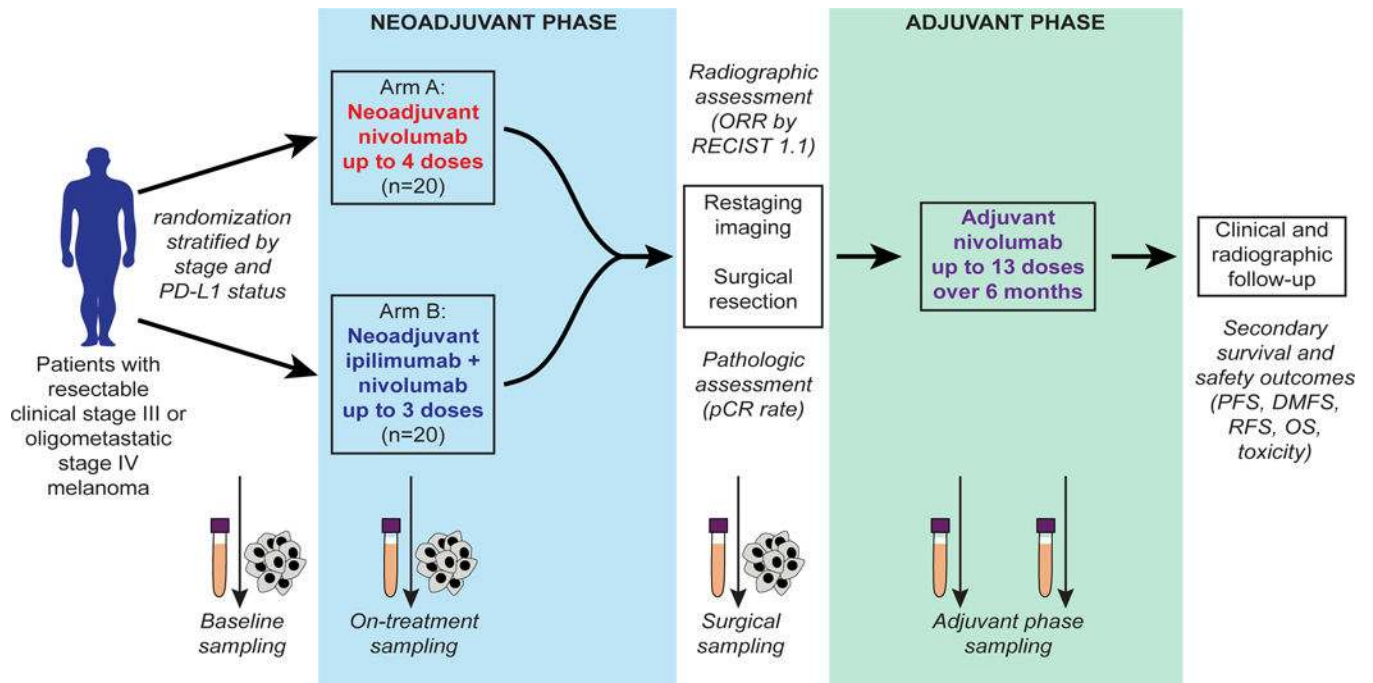 NEOADJUVANT PHASE
ADJUVANT PHASE
Patients with
resectable
clinical stage III or
oligometastatic
stage IV
melanoma
randomization
stratified by
stage and
PD-L1 status
Arm A:
Neoadjuvant
nivolumab
up to 4 doses
(n=20)
Arm B:
Neoadjuvant
ipilimumab +
nivolumab
up to 3 doses
(n=20)
Radiographic
assessment
(ORR by
RECIST 1.1)
Restaging
imaging
Surgical
resection
Pathologic
assessment
(pCR rate)
Adjuvant
nivolumab
up to 13 doses
over 6 months
Clinical and
radiographic
follow-up
Secondary
survival and
safety outcomes
(PFS, DMFS,
RFS, OS,
toxicity)
Baseline
sampling
On-treatment
sampling
Surgical
sampling
Adjuvant phase
sampling